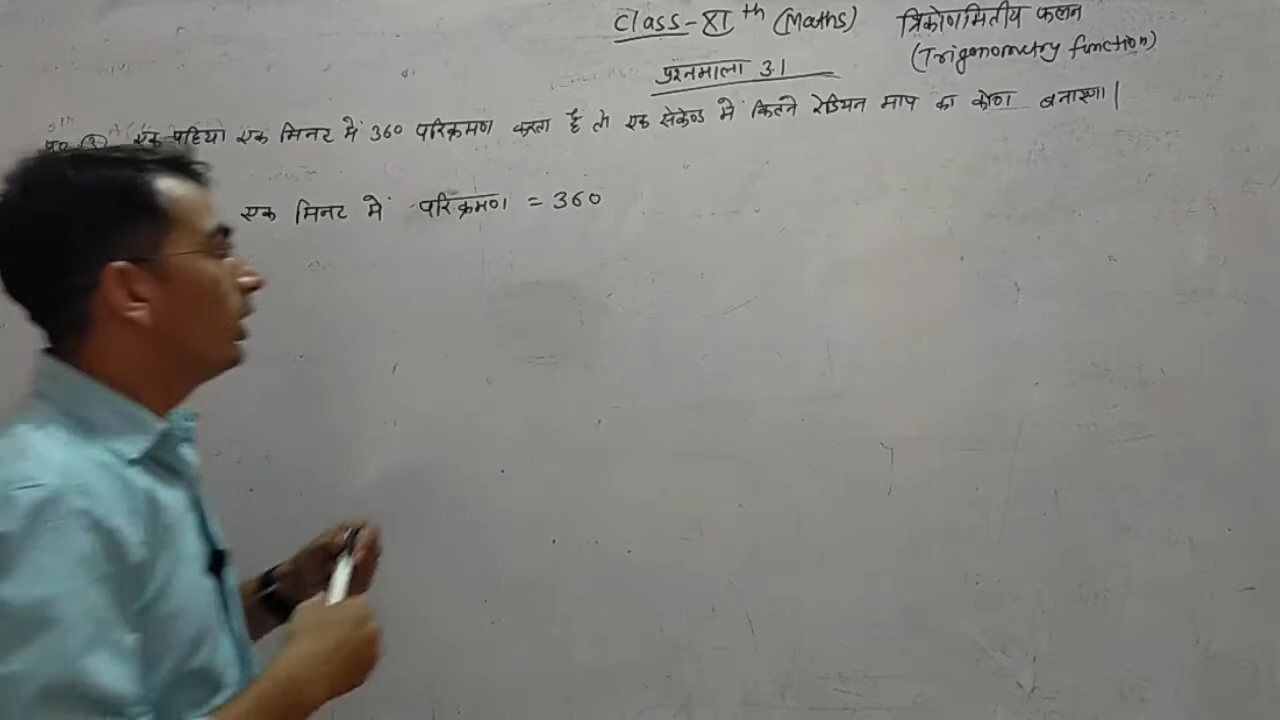 Class - XI th (Maths) त्रिकोणमितीय फलन
(Trigonometry function)
प्रश्नमाला 3.1
एक पहिया एक मिनट में 360 परिक्रमण करता है तो एक सेकेण्ड में कितने रेडियन माप का कोण बनाएगा |
एक मिनट में परिक्रमण = 360